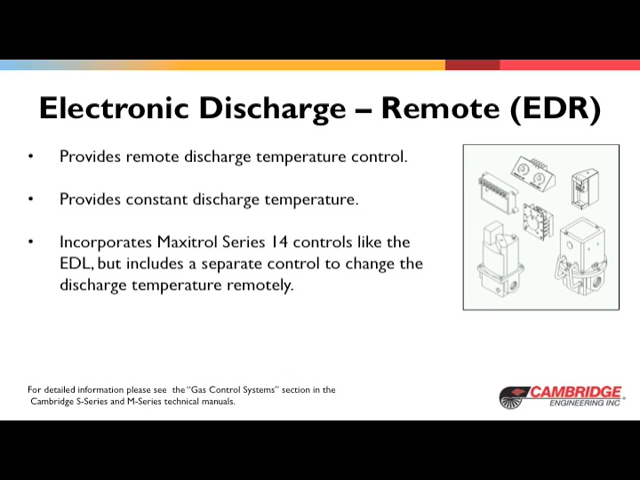 Electronic Discharge – Remote (EDR)
• Provides remote discharge temperature control.
• Provides constant discharge temperature.
• Incorporates Maxitrol Series 14 controls like the
EDL, but includes a separate control to change the
discharge temperature remotely.
For detailed information please see the “Gas Control Systems” section in the
Cambridge S-Series and M-Series technical manuals.
CAMBRIDGE
ENGINEERING INC